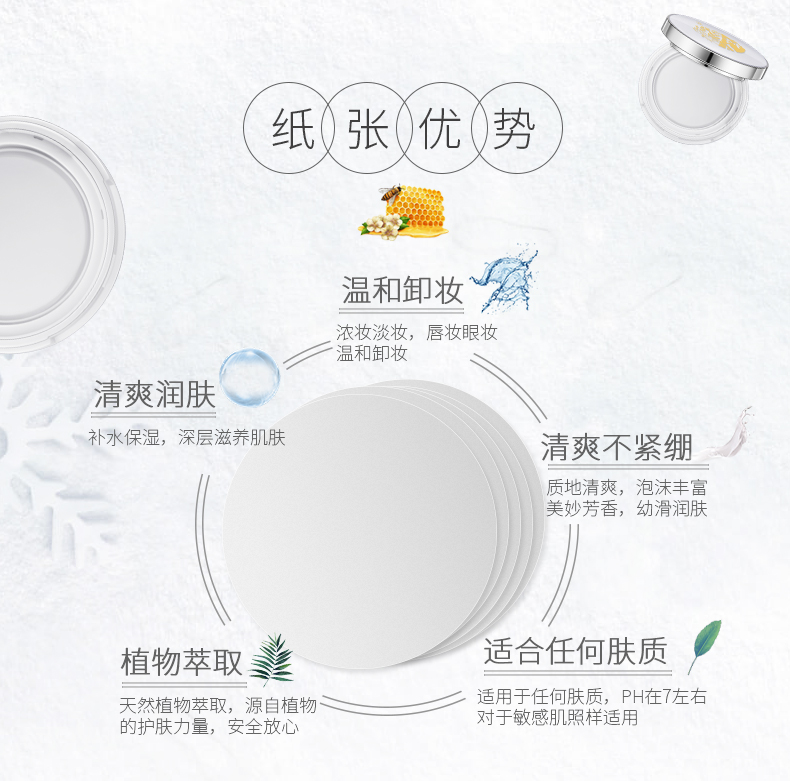 纸张优势
温和卸妆
浓妆淡妆，唇妆眼妆
温和卸妆
清爽润肤
补水保湿，深层滋养肌肤
清爽不紧绷
质地清爽，泡沫丰富
美妙芳香，幼滑润肤
植物萃取
天然植物萃取，源自植物
的护肤力量，安全放心
适合任何肤质
适用于任何肤质，PH在7左右
对于敏感肌照样适用